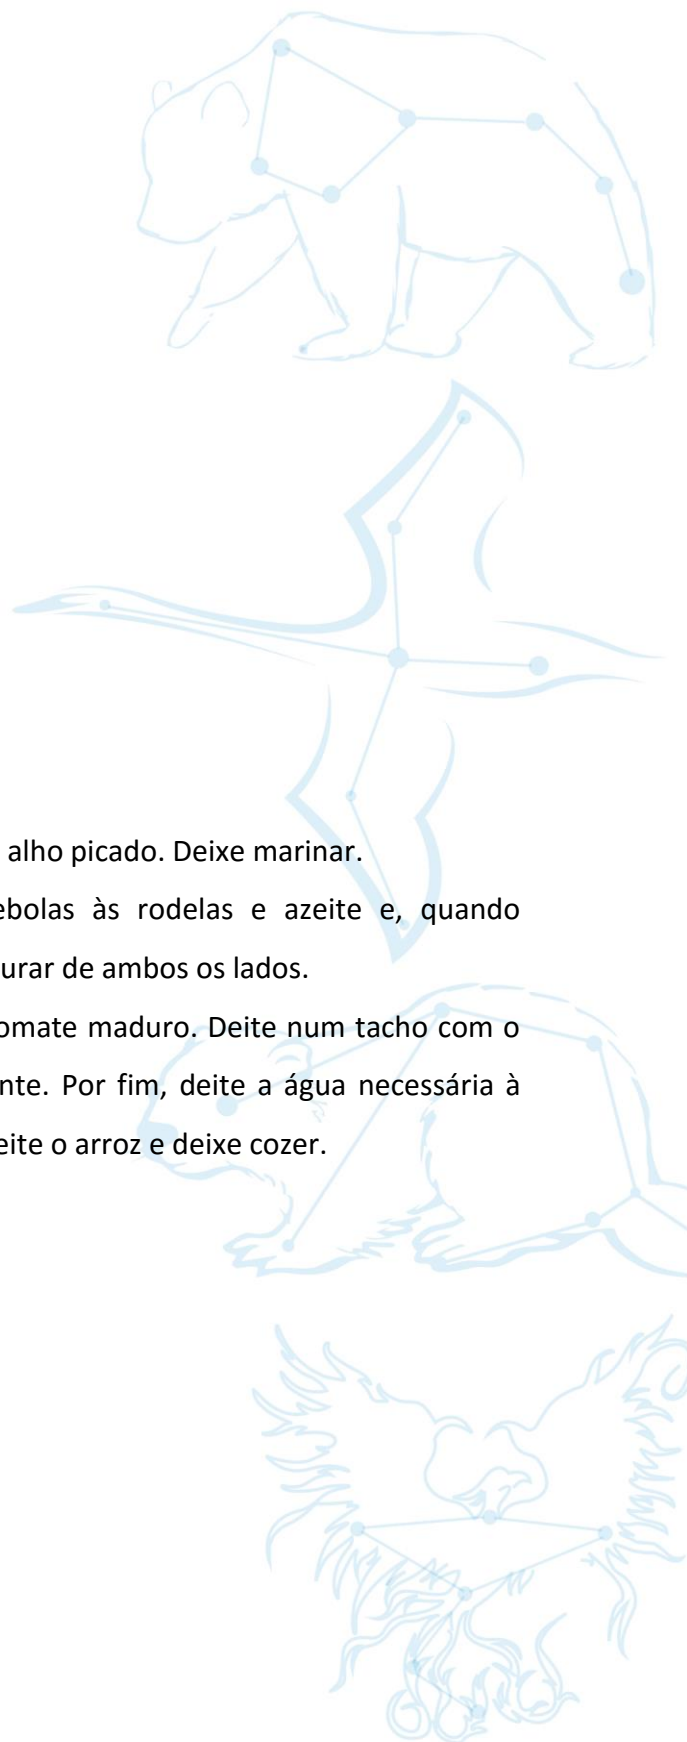 alho picado. Deixe marinar.
ebolas às rodelas e azeite e, quando
urar de ambos os lados.
omate maduro. Deite num tacho com o
nte. Por fim, deite a água necessária à
eite o arroz e deixe cozer.